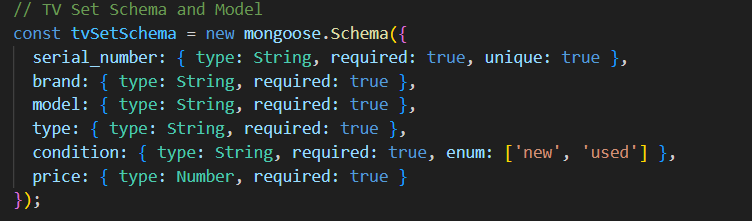 // TV Set Schema and Model
const tvSetSchema = new mongoose.Schema({
  serial_number: { type: String, required: true, unique: true },
  brand: { type: String, required: true },
  model: { type: String, required: true },
  type: { type: String, required: true },
  condition: { type: String, required: true, enum: ['new', 'used'] },
  price: { type: Number, required: true }
});